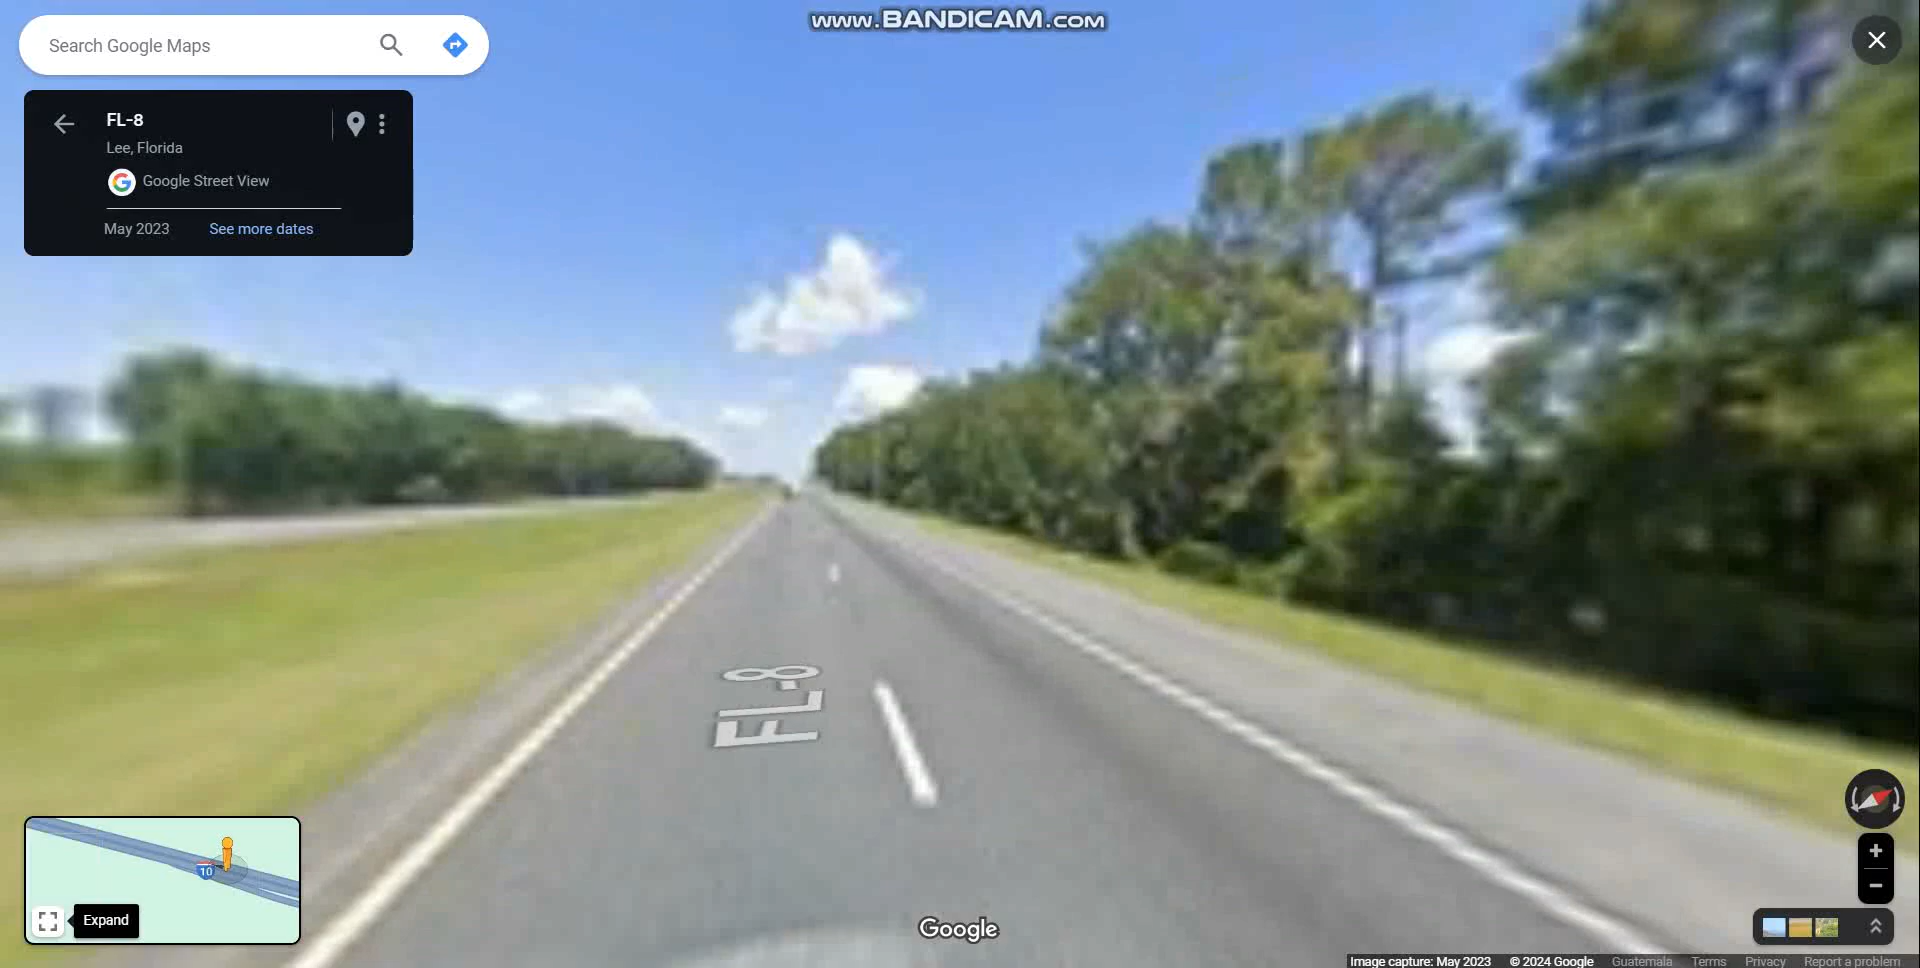 www.BANDICAM.com
Search Google Maps
FL-8
Lee, Florida
Google Street View
May 2023 See more dates
FL-8
10
Expand
Google
Image capture: May 2023 © 2024 Google Guatemala Terms Privacy Report a problem